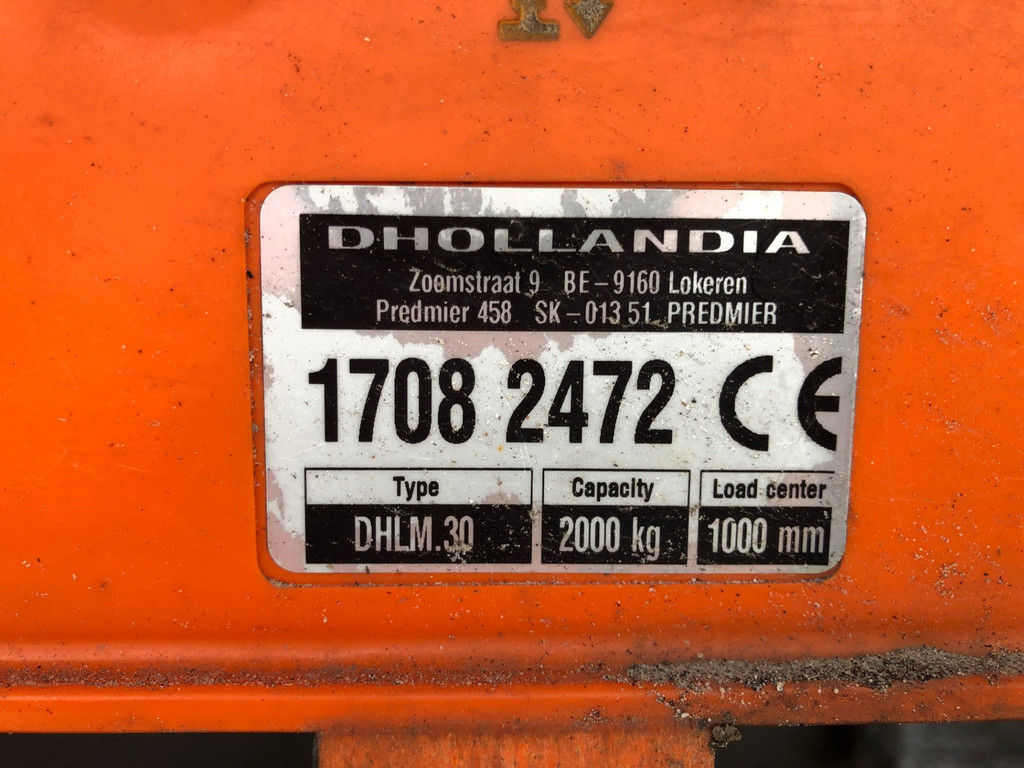 DHOLLANDIA
Zoomstraat 9 BE - 9160 Lokeren
Predmier 458 SK - 013 51 PREDMIER
1708 2472 CE
Type Capacity Load center
DHLM.30 2000 kg 1000 mm